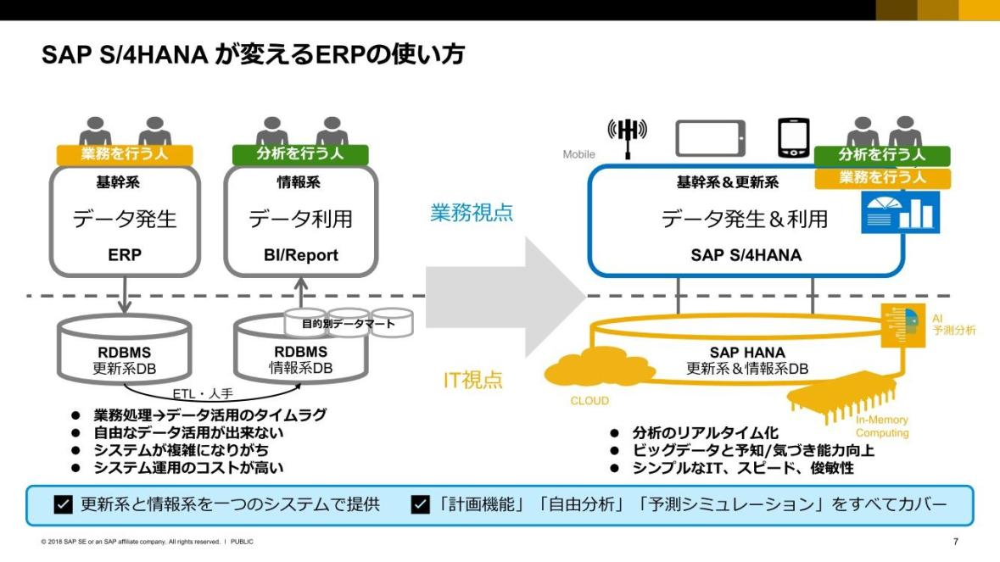 SAP S/4HANA が変えるERPの使い方
業務を行う人
基幹系
データ発生
ERP
分析を行う人
情報系
データ利用
BI/Report
RDBMS
更新系DB
目的別データマート
RDBMS
情報系DB
ETL・人手
● 業務処理→データ活用のタイムラグ
● 自由なデータ活用が出来ない
● システムが複雑になりがち
● システム運用のコストが高い
業務視点
IT視点
Mobile
分析を行う人
業務を行う人
基幹系&更新系
データ発生&利用
SAP S/4HANA
AI
予測分析
SAP HANA
更新系&情報系DB
CLOUD
In-Memory
Computing
● 分析のリアルタイム化
● ビッグデータと予知/気づき能力向上
● シンプルなIT、スピード、俊敏性
☑ 更新系と情報系を一つのシステムで提供
☑ 「計画機能」「自由分析」「予測シミュレーション」をすべてカバー
© 2018 SAP SE or an SAP affiliate company. All rights reserved. | PUBLIC
7